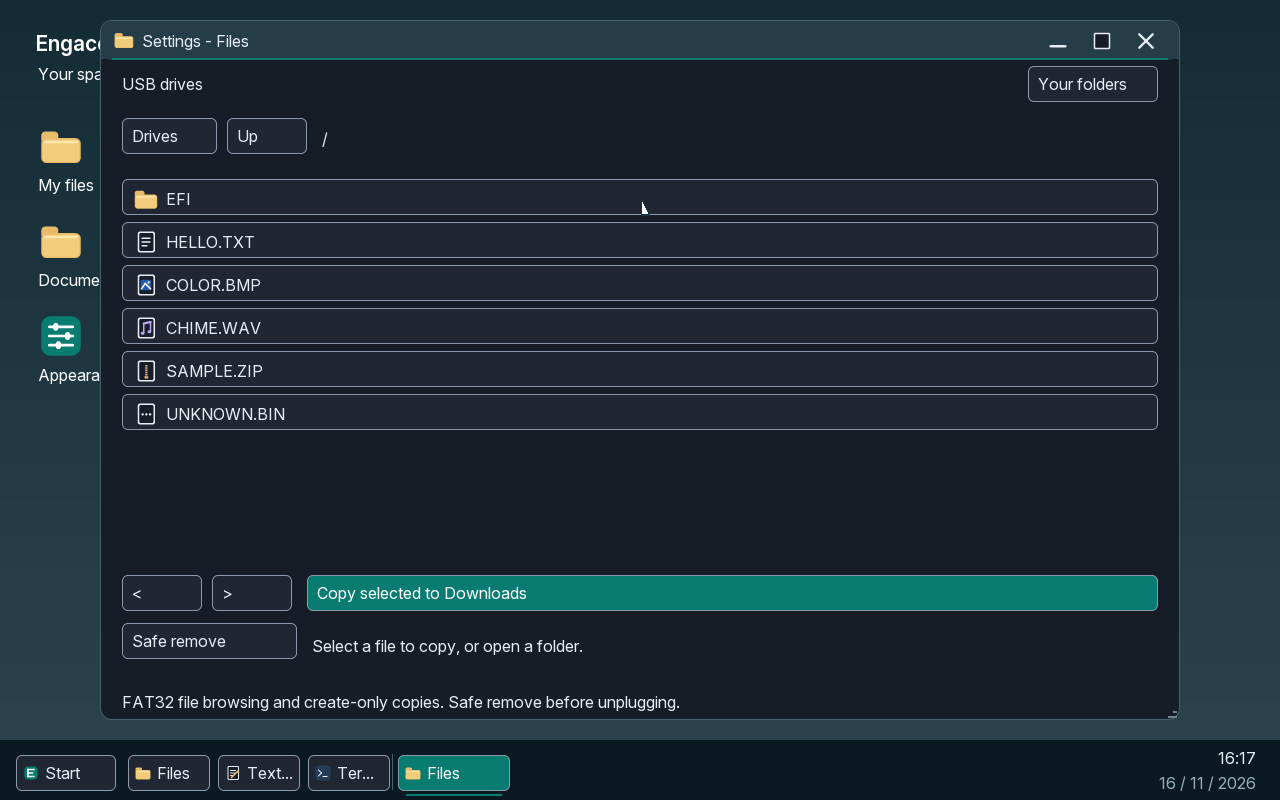 Engac
Your spa
My files
Docume
Appeara
Settings - Files
USB drives
Your folders
Drives
Up
/
EFI
HELLO.TXT
COLOR.BMP
CHIME.WAV
SAMPLE.ZIP
UNKNOWN.BIN
<
>
Copy selected to Downloads
Safe remove
Select a file to copy, or open a folder.
FAT32 file browsing and create-only copies. Safe remove before unplugging.
Start
Files
Text...
Ter...
Files
16:17
16 / 11 / 2026